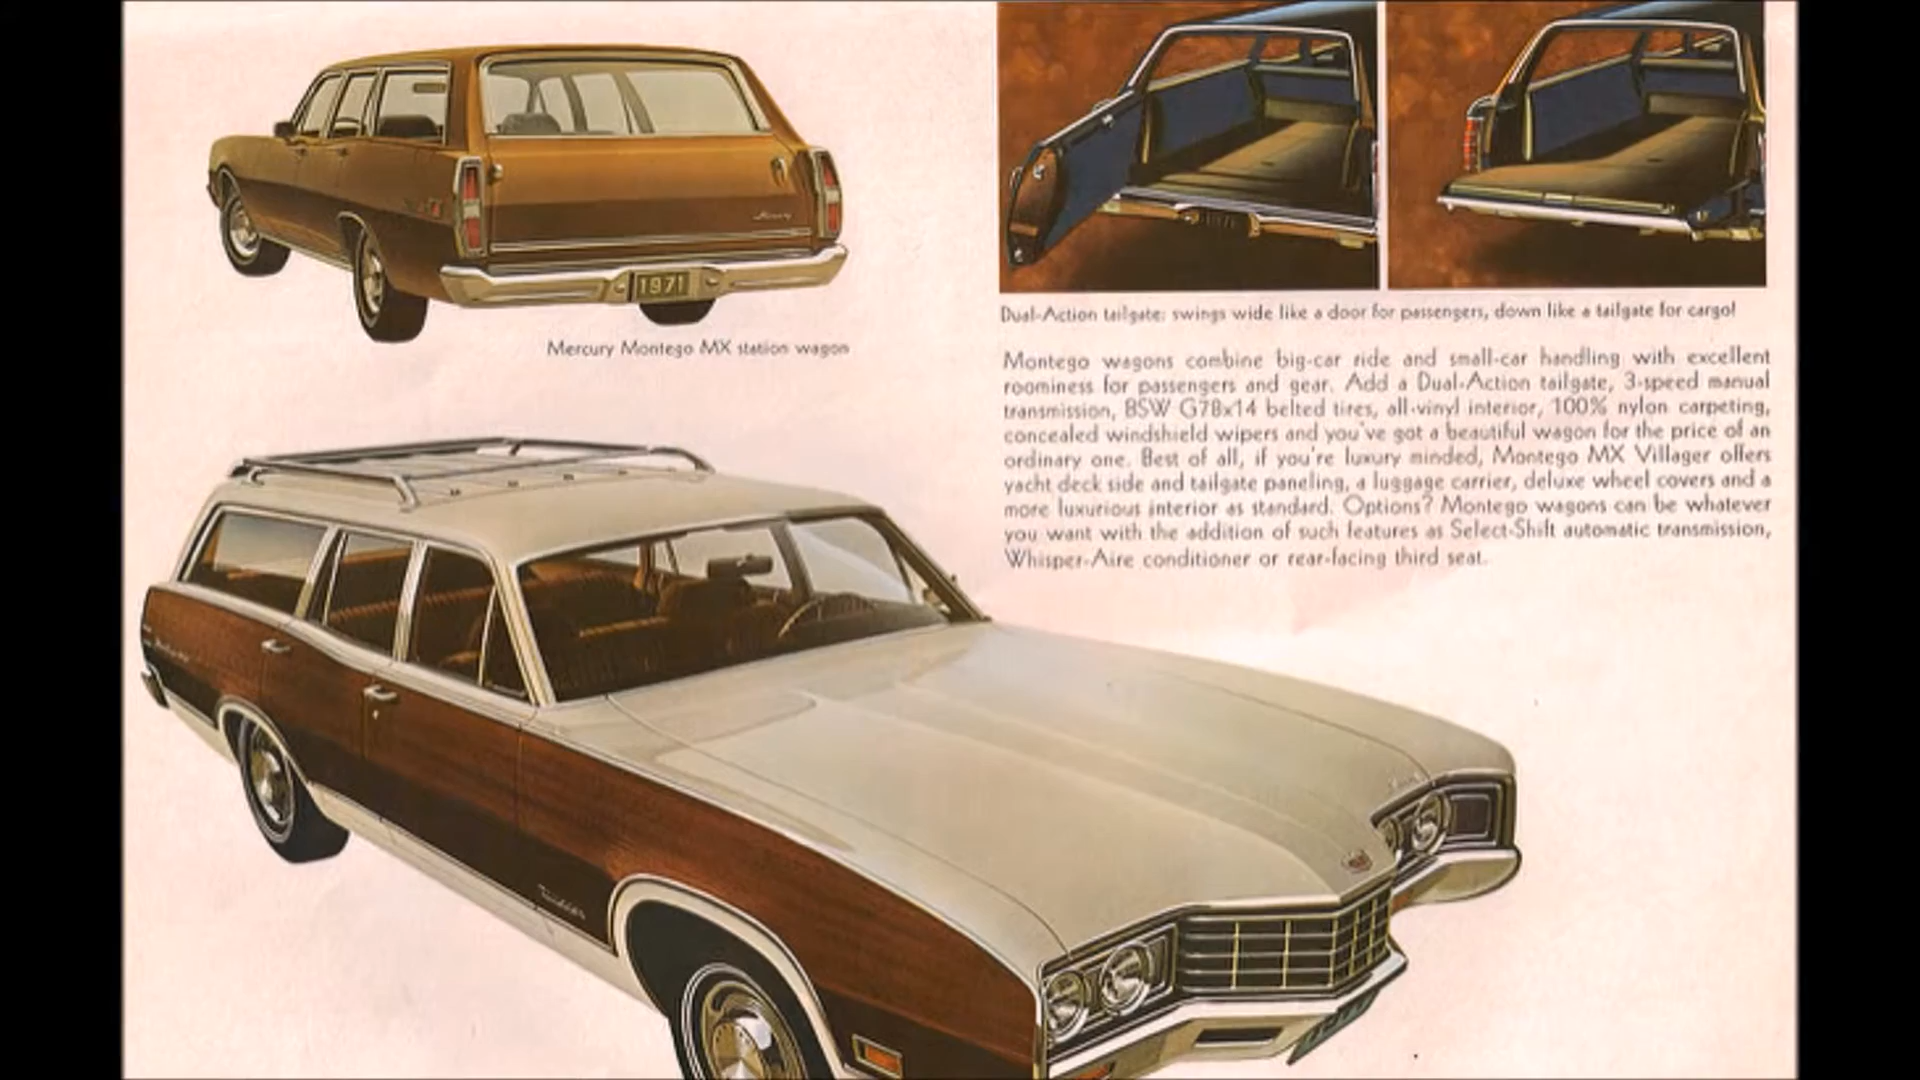 1971
Mercury Montego MX station wagon
Dual-Action tailgate: swings wide like a door for passengers, down like a tailgate for cargo!
Montego wagons combine big-car ride and small-car handling with excellent
roominess for passengers and gear. Add a Dual-Action tailgate, 3-speed manual
transmission, BSW G78x14 belted tires, all-vinyl interior, 100% nylon carpeting,
concealed windshield wipers and you've got a beautiful wagon for the price of an
ordinary one. Best of all, if you're luxury minded, Montego MX Villager offers
yacht deck side and tailgate paneling, a luggage carrier, deluxe wheel covers and a
more luxurious interior as standard. Options? Montego wagons can be whatever
you want with the addition of such features as Select-Shift automatic transmission,
Whisper-Aire conditioner or rear-facing third seat.